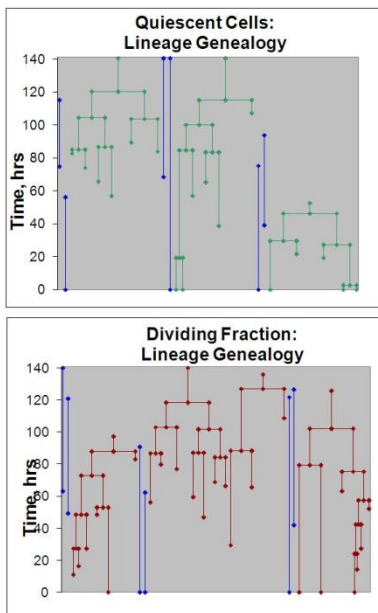 Quiescent Cells:
Lineage Genealogy
Time, hrs
140
120
100
80
60
40
20
0
Dividing Fraction:
Lineage Genealogy
Time, hrs
140
120
100
80
60
40
20
0